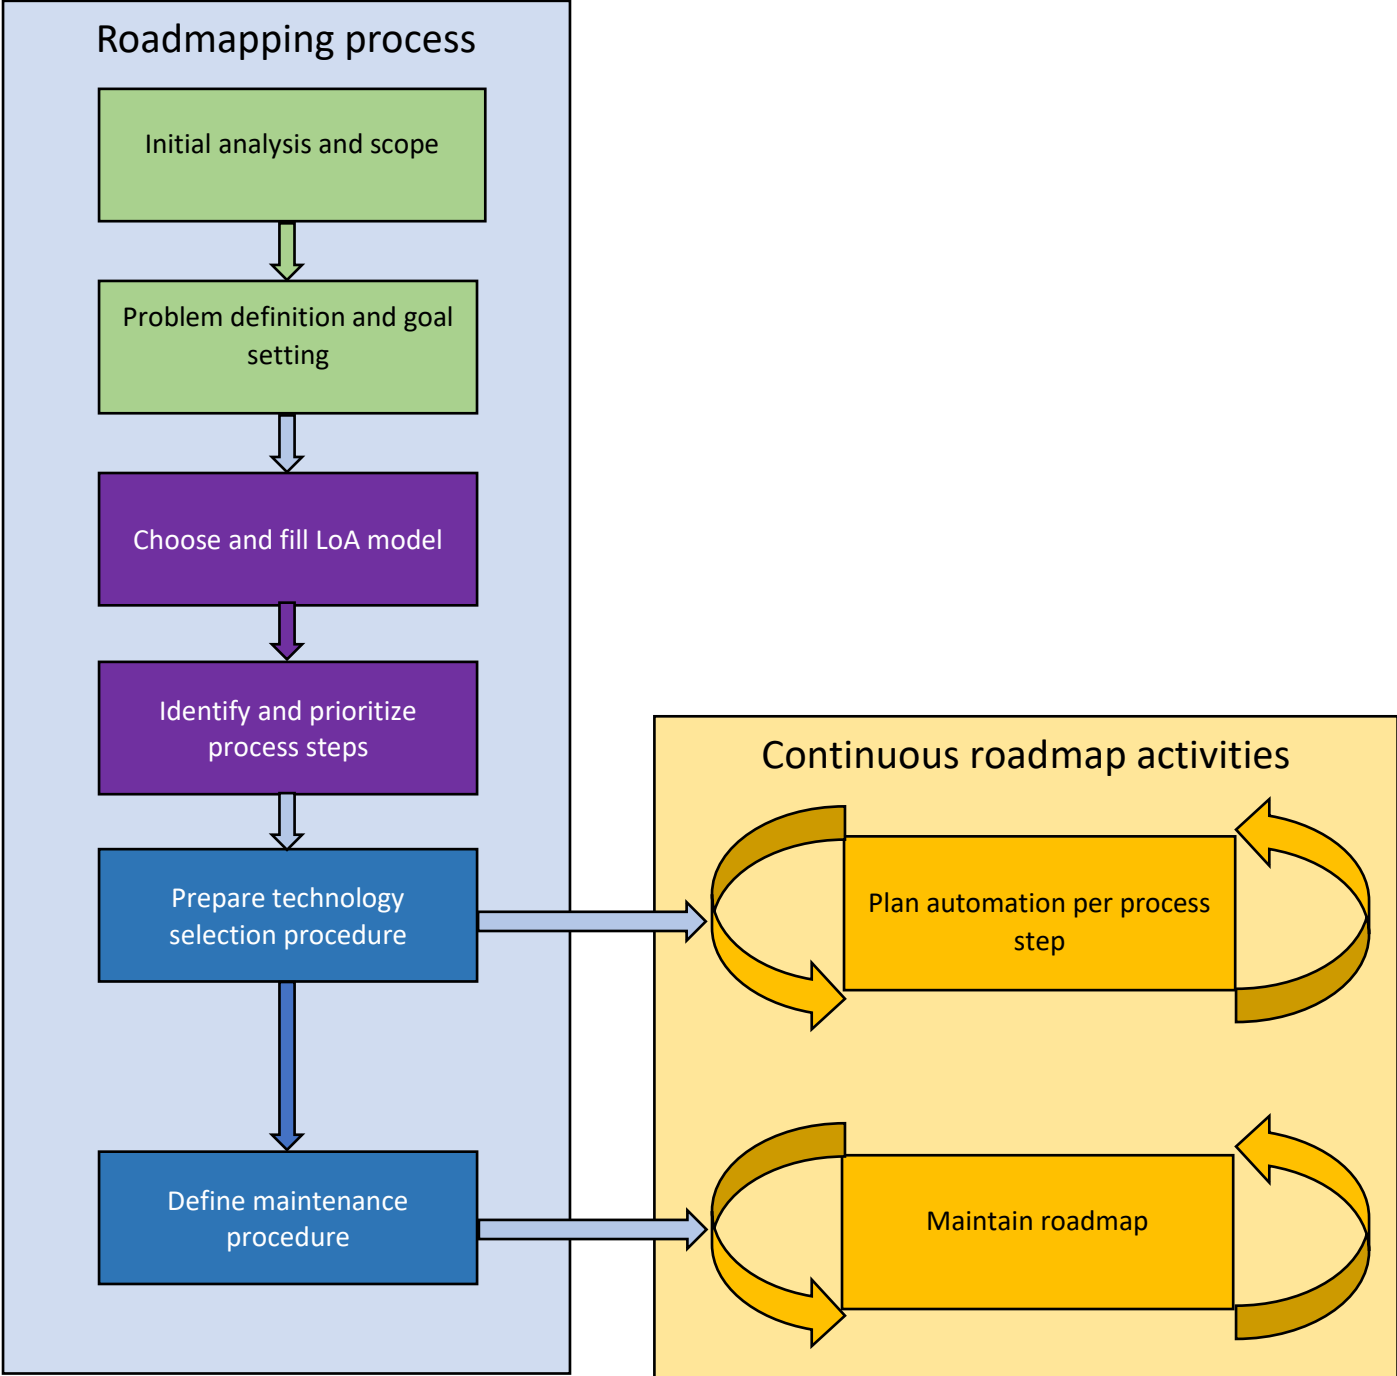 Roadmapping process
Initial analysis and scope
Problem definition and goal
setting
Choose and fill LoA model
Identify and prioritize
process steps
Prepare technology
selection procedure
Define maintenance
procedure
Continuous roadmap activities
Plan automation per process
step
Maintain roadmap